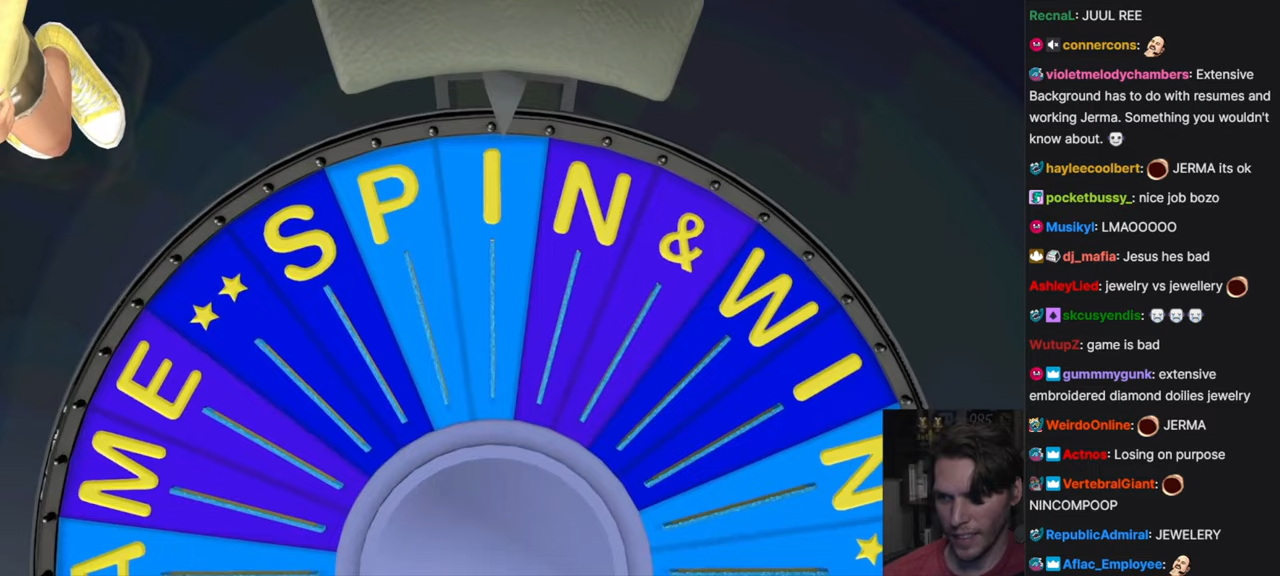 AME ★★ SPIN & WIN ★
985
RecnaL: JUUL REE
connercons:
violetmelodychambers: Extensive
Background has to do with resumes and
working Jerma. Something you wouldn't
know about.
hayleecoolbert: JERMA its ok
pocketbussy_: nice job bozo
Musikyl: LMAOOOOO
dj_mafia: Jesus hes bad
AshleyLied: jewelry vs jewellery
skcusyendis:
WutupZ: game is bad
gummmygunk: extensive
embroidered diamond doilies jewelry
WeirdoOnline: JERMA
Actnos: Losing on purpose
VertebralGiant:
NINCOMPOOP
RepublicAdmiral: JEWELERY
Aflac_Employee: